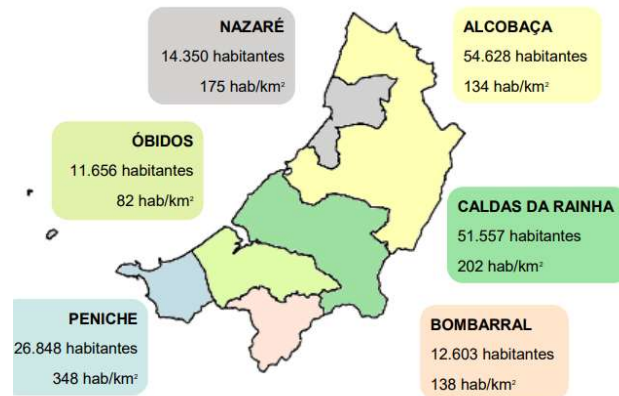 NAZARÉ
14.350 habitantes
175 hab/km²
ALCOBAÇA
54.628 habitantes
134 hab/km²
ÓBIDOS
11.656 habitantes
82 hab/km²
CALDAS DA RAINHA
51.557 habitantes
202 hab/km²
PENICHE
26.848 habitantes
348 hab/km²
BOMBARRAL
12.603 habitantes
138 hab/km²